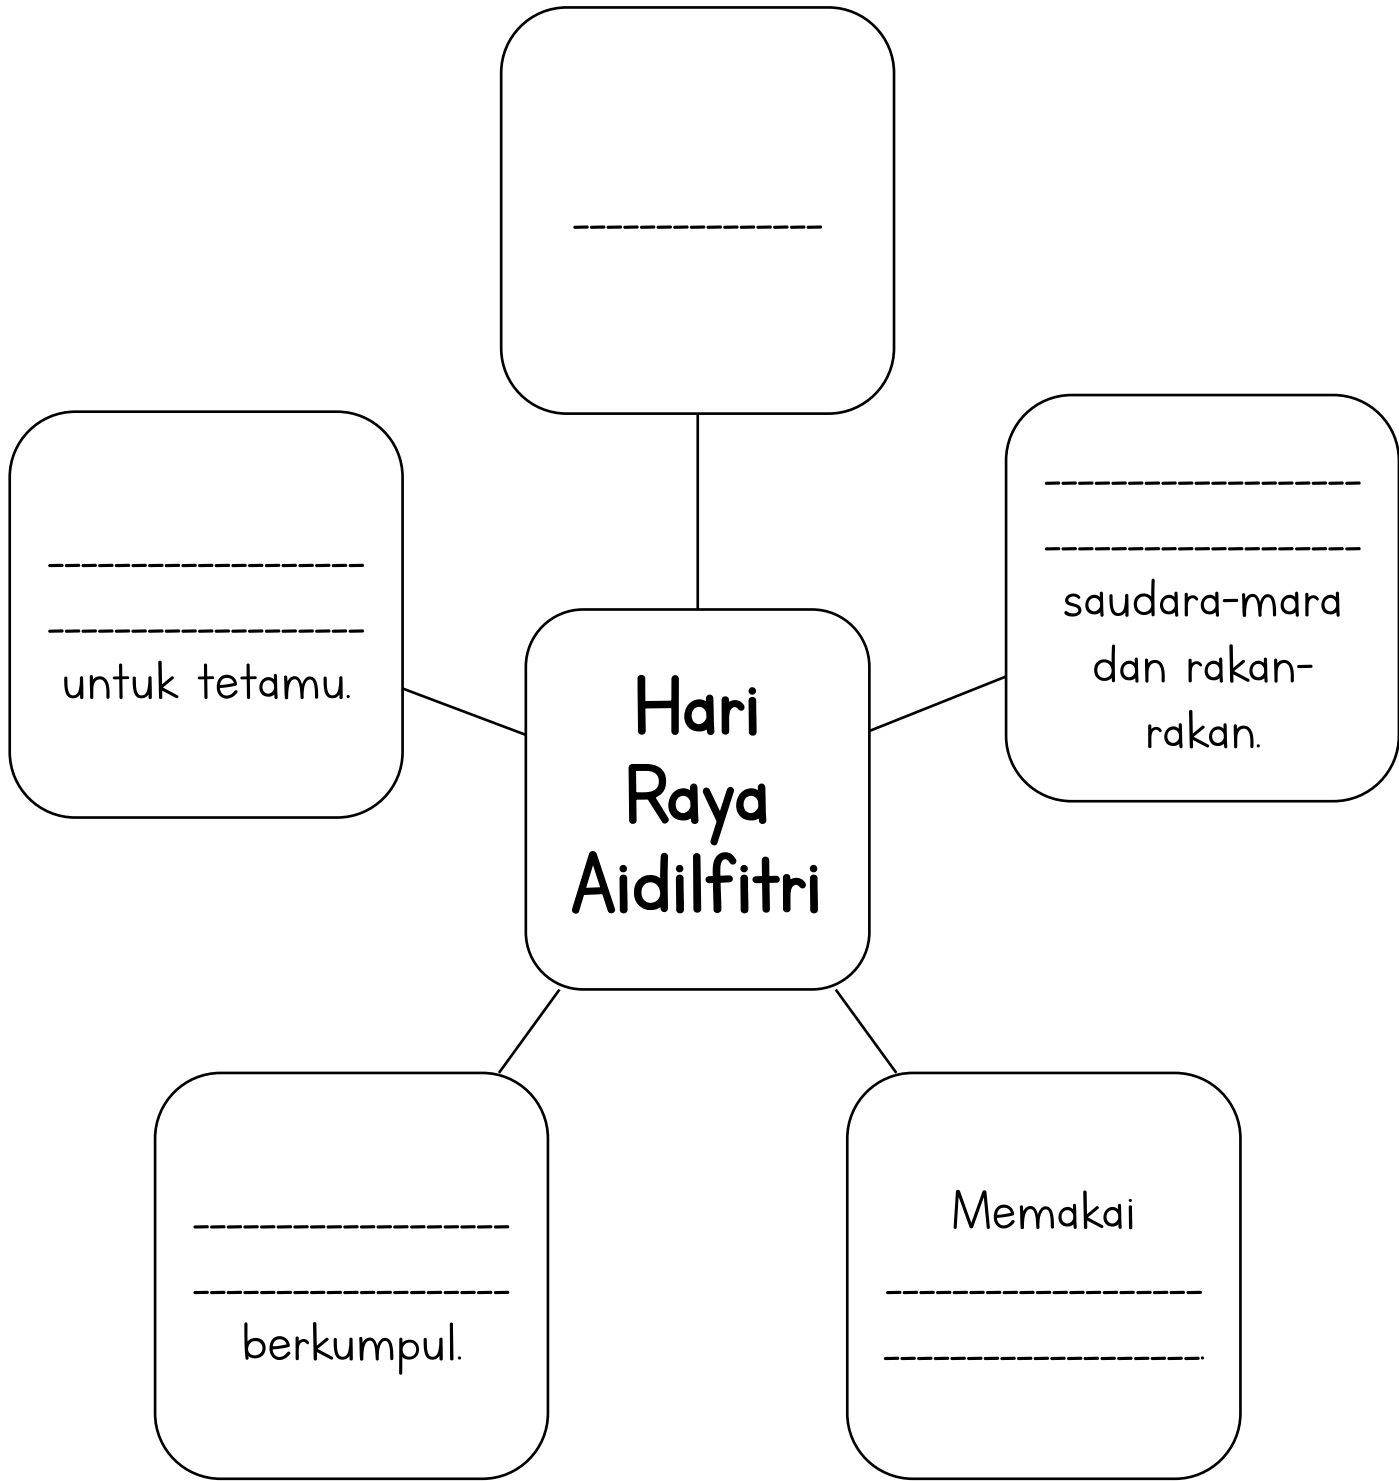 untuk tetamu.
saudara-mara
dan rakan-
rakan.
Hari
Raya
Aidilfitri
berkumpul.
Memakai